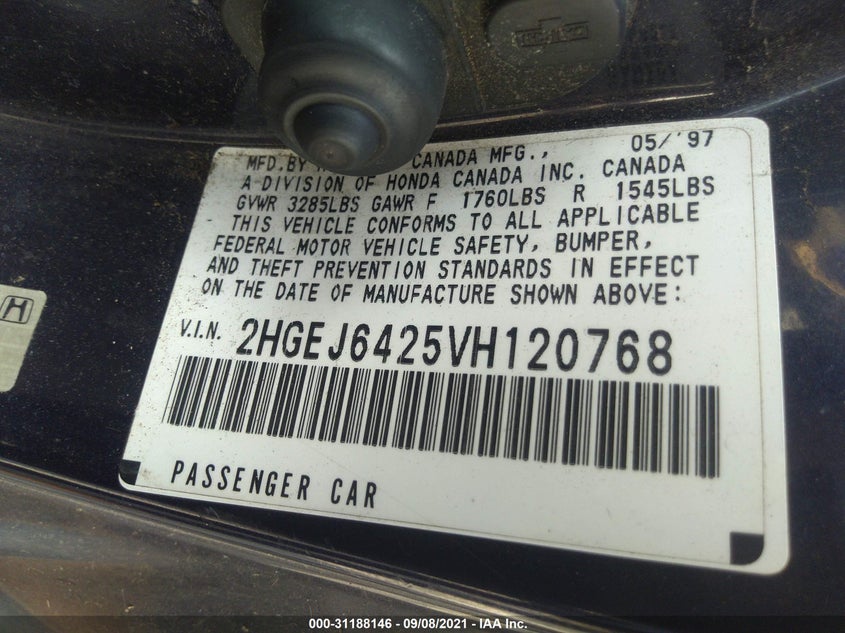 MFD.BY CANADA MFG., 05/'97
A DIVISION OF HONDA CANADA INC. CANADA
GVWR 3285LBS GAWR F 1760LBS R 1545LBS
THIS VEHICLE CONFORMS TO ALL APPLICABLE
FEDERAL MOTOR VEHICLE SAFETY, BUMPER,
AND THEFT PREVENTION STANDARDS IN EFFECT
ON THE DATE OF MANUFACTURE SHOWN ABOVE:
V.I.N. 2HGEJ6425VH120768
PASSENGER CAR
000-31188146 - 09/08/2021 - IAA Inc.